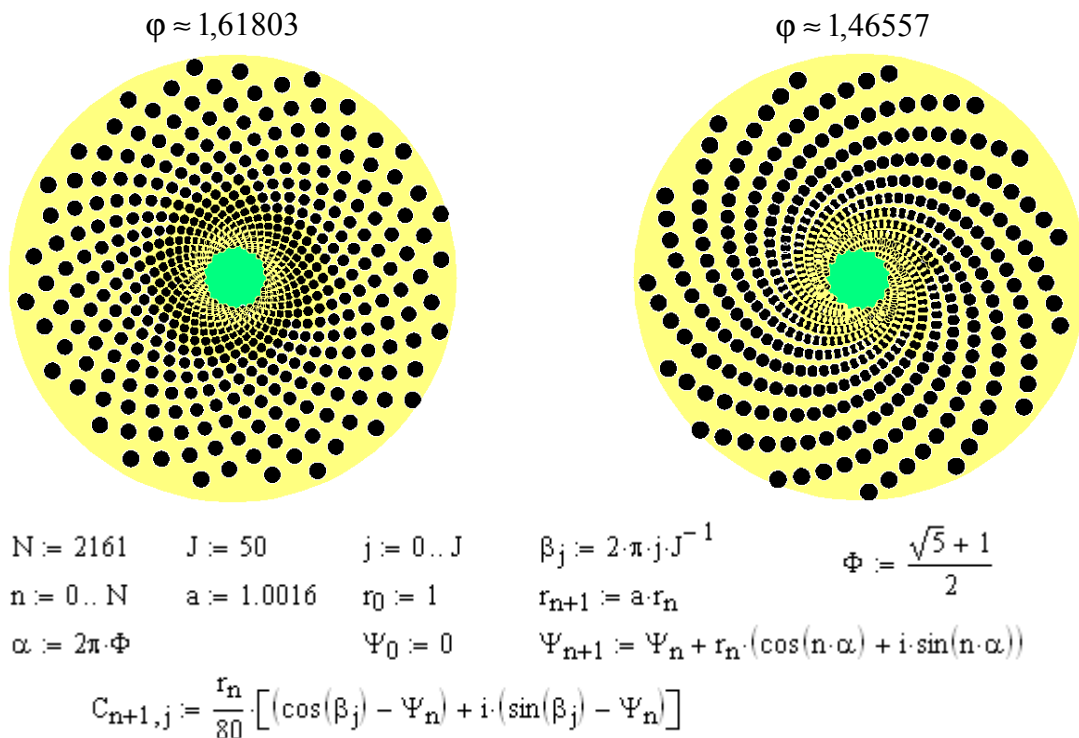 φ ≈ 1,61803 φ ≈ 1,46557
N := 2161 J := 50 j := 0.. J β_j := 2·π·j·J^-1 Φ := (√5 + 1)/2
n := 0.. N a := 1.0016 r_0 := 1 r_n+1 := a·r_n
α := 2π·Φ Ψ_0 := 0 Ψ_n+1 := Ψ_n + r_n·(cos(n·α) + i·sin(n·α))
C_n+1,j := r_n/80·[(cos(β_j) − Ψ_n) + i·(sin(β_j) − Ψ_n)]